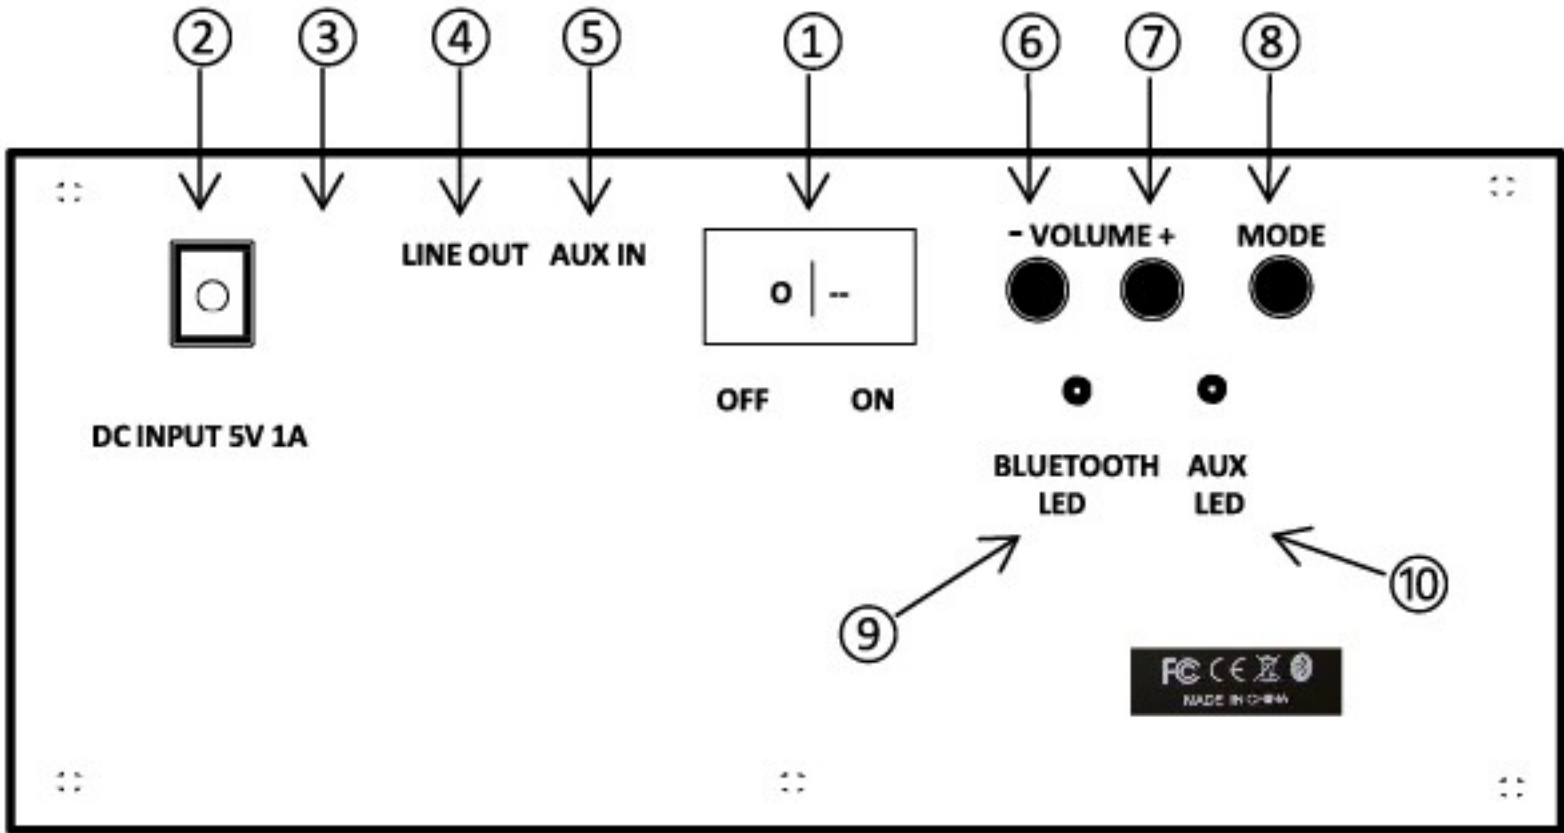 ② ③ ④ ⑤ ① ⑥ ⑦ ⑧
- VOLUME + MODE
LINE OUT AUX IN
O | --
OFF ON
DC INPUT 5V 1A
BLUETOOTH LED
AUX LED
⑨
⑩
FC CE
MADE IN CHINA